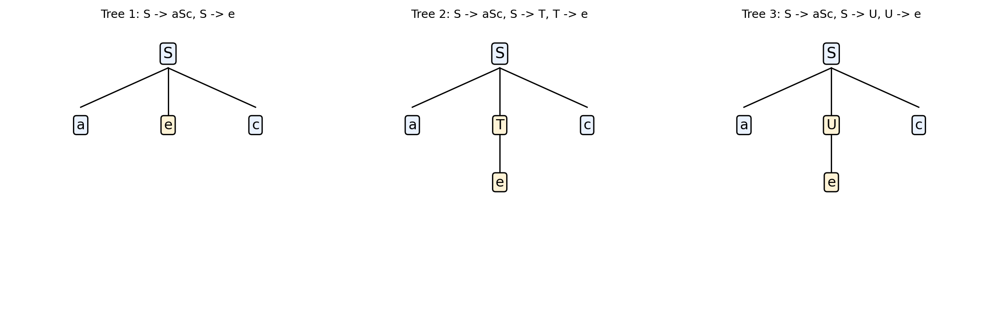 Tree 1: S -> aSc, S -> e
Tree 2: S -> aSc, S -> T, T -> e
Tree 3: S -> aSc, S -> U, U -> e
S
S
S
a
e
c
a
T
c
a
U
c
e
e